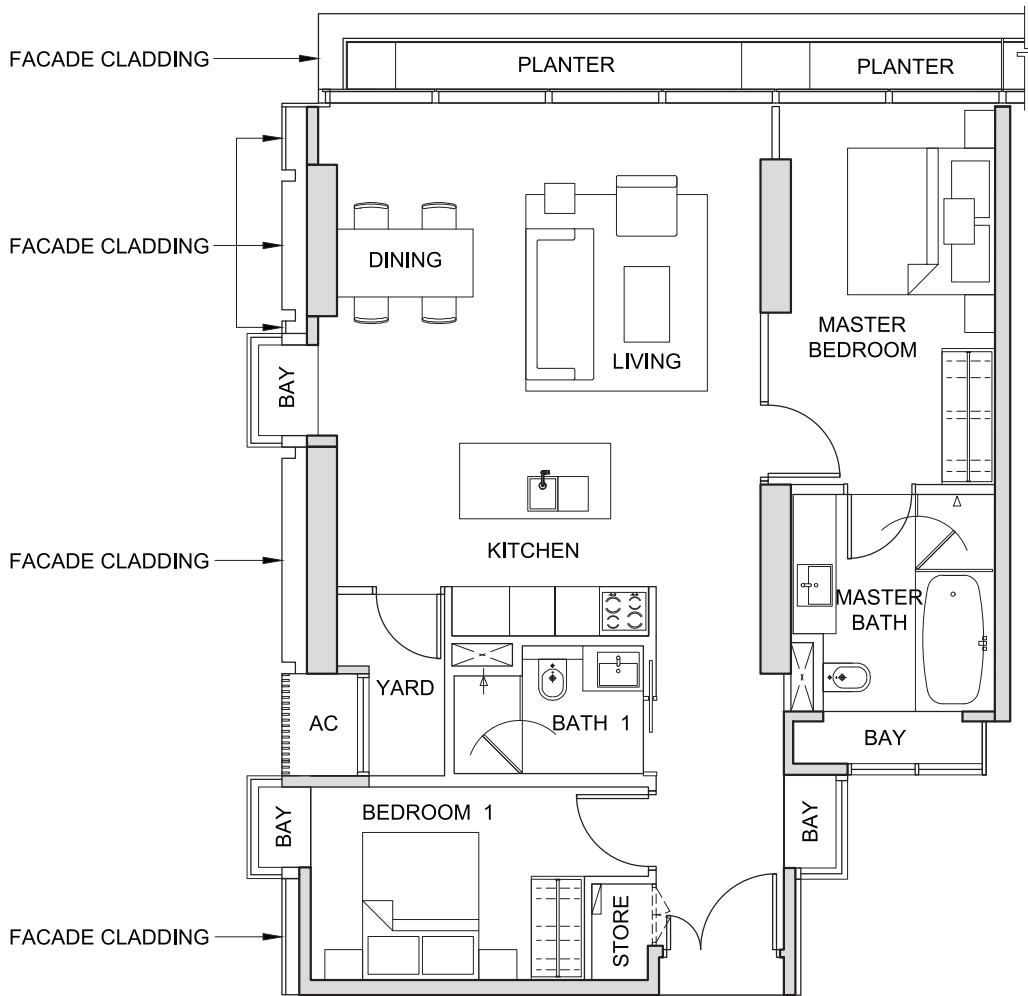 FACADE CLADDING
PLANTER
PLANTER
FACADE CLADDING
DINING
MASTER
BEDROOM
LIVING
BAY
KITCHEN
FACADE CLADDING
MASTER
BATH
YARD
AC
BATH 1
BAY
BEDROOM 1
BAY
BAY
STORE
FACADE CLADDING